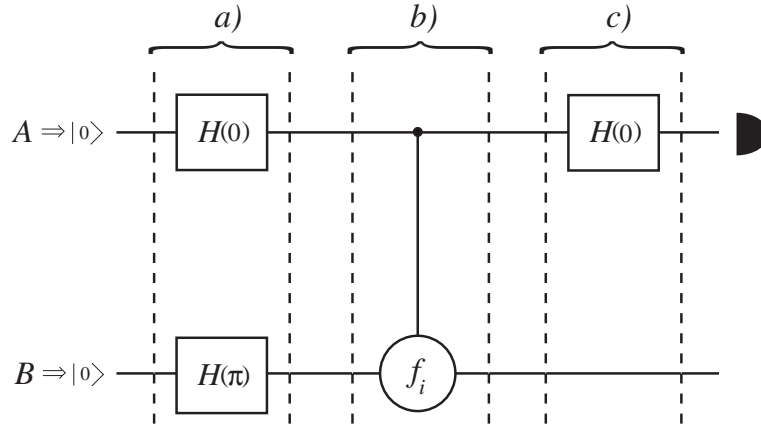 a) b) c)
A ⇒ |0⟩ H(0) H(0)
B ⇒ |0⟩ H(π) f_i